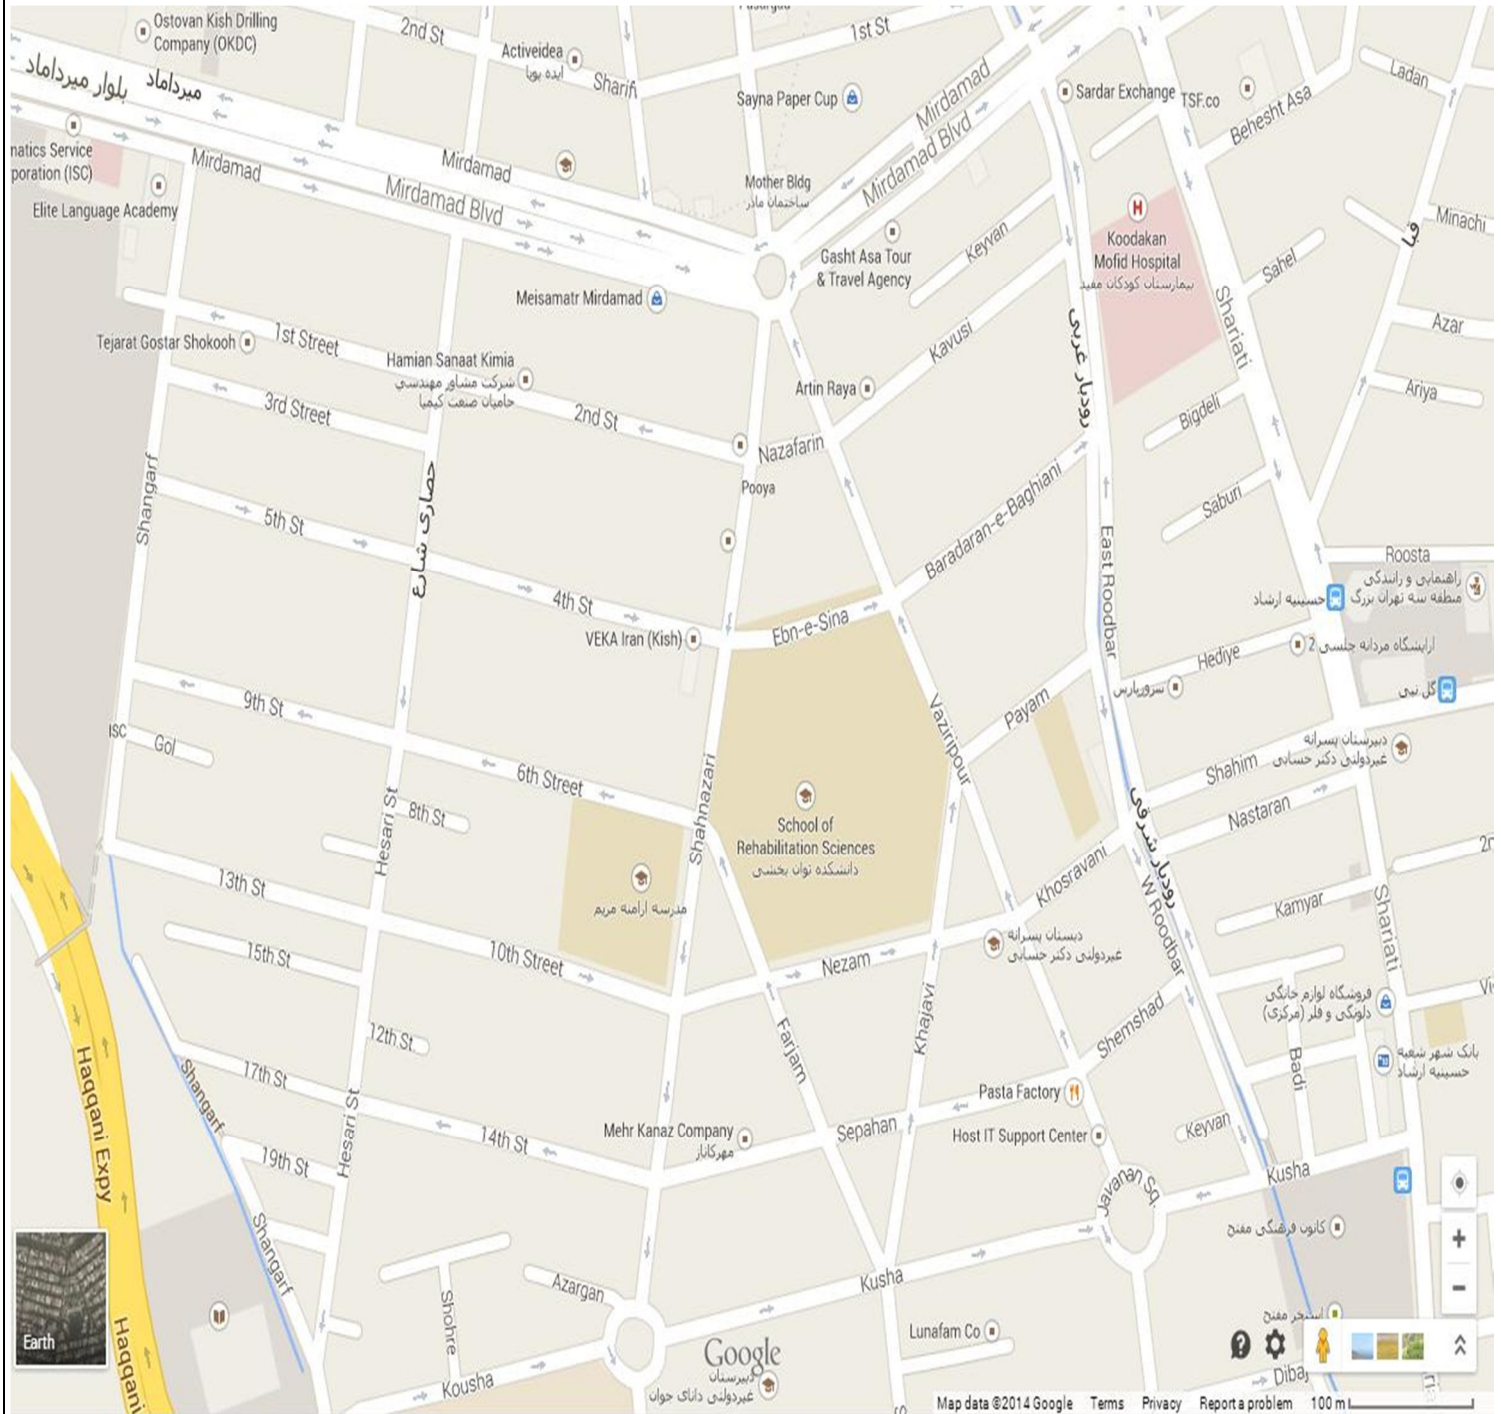 Ostovan Kish Drilling
Company (OKDC)
2nd St
Activeidea
ایده پویا
Sharifi
1st St
Sayna Paper Cup
Mirdamad
Mirdamad Blvd
Sardar Exchange
TSF.co
Behesht Asa
Ladan
بلوار میرداماد
میرداماد
matics Service
poration (ISC)
Elite Language Academy
Mirdamad
Mirdamad
Mirdamad Blvd
Mother Bldg
ساختمان مادر
Gasht Asa Tour
& Travel Agency
Keyvan
Koodakan
Mofid Hospital
بیمارستان کودکان مفید
Minachi
قبا
Sahel
Shariati
Azar
Ariya
Meisamatr Mirdamad
Tejarat Gostar Shokooh
1st Street
Hamian Sanaat Kimia
شرکت مشاور مهندسی
حامیان صنعت کیمیا
2nd St
3rd Street
Artin Raya
Kavusi
رودبار غربی
Bigdeli
Nazafarin
Pooya
Shangarf
حصاری شارع
5th St
4th St
VEKA Iran (Kish)
Ebn-e-Sina
Baradaran-e-Baghiani
East Roodbar
Saburi
Roosta
راهنمایی و رانندگی
منطقه سه تهران بزرگ
حسینیه ارشاد
آرایشگاه مردانه چلسی 2
Hediye
سرورپارس
گل نبی
9th St
ISC
Gol
6th Street
8th St
Hesari St
Shahnazari
Vaziripour
Payam
School of
Rehabilitation Sciences
دانشکده توان بخشی
Shahim
دبیرستان پسرانه
غیردولتی دکتر حسابی
Nastaran
رودبار شرقی
13th St
مدرسه ارامنه مریم
Khosravani
W Roodbar
Kamyar
Shariati
15th St
10th Street
Nezam
دبستان پسرانه
غیردولتی دکتر حسابی
فروشگاه لوازم خانگی
دلونگی و فلر (مرکزی)
12th St
Farjam
Khajavi
Shemshad
Badi
بانک شهر شعبه
حسینیه ارشاد
17th St
Shangarf
Hesari St
Pasta Factory
Haqqani Expy
19th St
14th St
Mehr Kanaz Company
مهرکاناز
Sepahan
Host IT Support Center
Keyvan
Javanan Sq.
Kusha
کانون فرهنگی مفتح
Shangarf
Azargan
Shohre
Kusha
Earth
Haqqani
Lunafam Co
استخر مفتح
Google
دبیرستان
غیردولتی دانای جوان
Kousha
Dibaj
Map data ©2014 Google Terms Privacy Report a problem 100 m